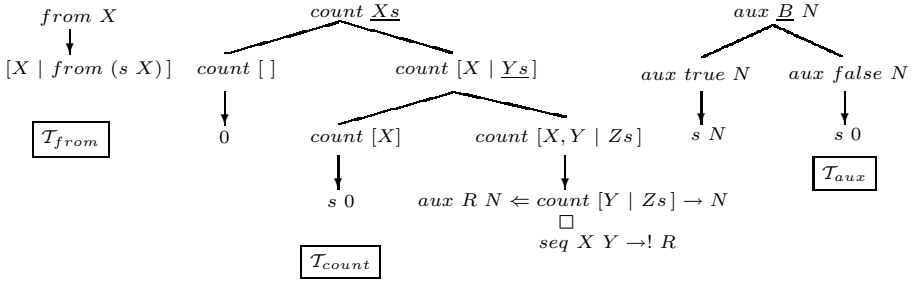 from X
count Xs
aux B N
[X | from (s X)]
count [ ]
count [X | Ys]
aux true N
aux false N
T_from
0
count [X]
count [X, Y | Zs]
s N
s 0
T_aux
s 0
aux R N ⇐ count [Y | Zs] → N
□
seq X Y →! R
T_count